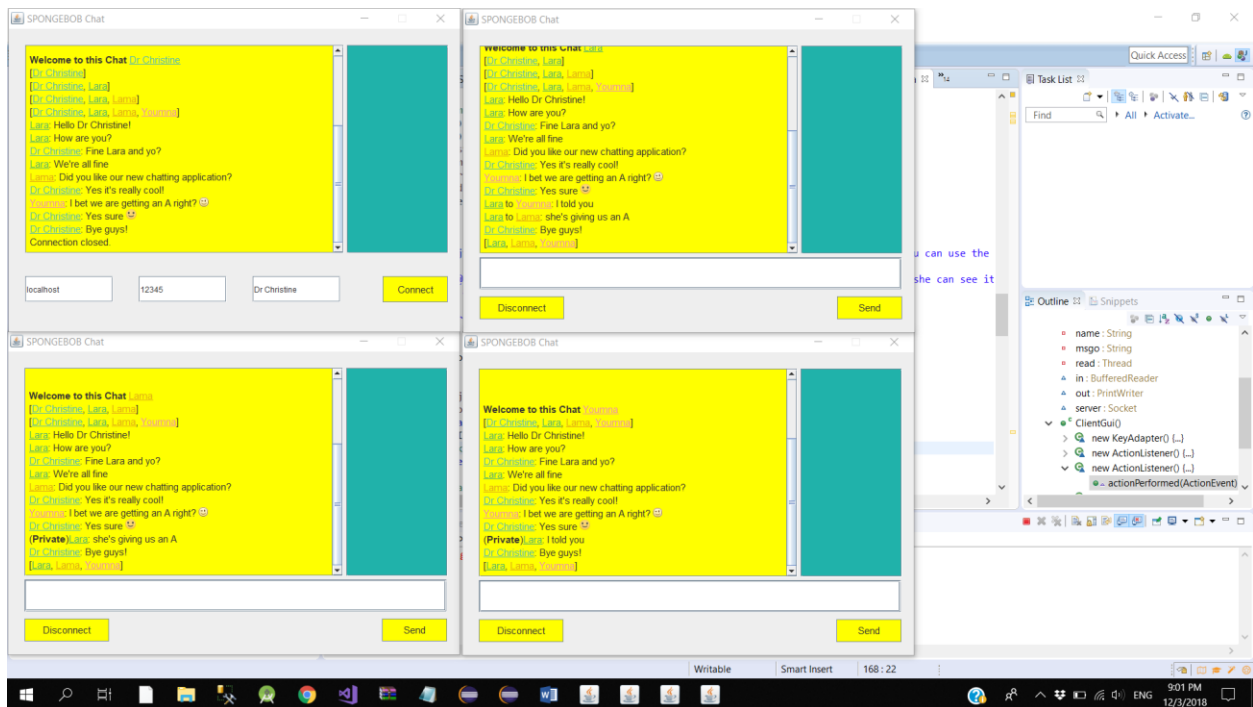 SPONGEBOB Chat
Welcome to this Chat Dr Christine
[Dr Christine]
[Dr Christine, Lara]
[Dr Christine, Lara, Lama]
[Dr Christine, Lara, Lama, Youmna]
Lara: Hello Dr Christine!
Lara: How are you?
Dr Christine: Fine Lara and yo?
Lara: We're all fine
Lama: Did you like our new chatting application?
Dr Christine: Yes it's really cool!
Youmna: I bet we are getting an A right?
Dr Christine: Yes sure
Dr Christine: Bye guys!
Connection closed.
localhost
12345
Dr Christine
Connect
SPONGEBOB Chat
Welcome to this Chat Lara
[Dr Christine, Lara]
[Dr Christine, Lara, Lama]
[Dr Christine, Lara, Lama, Youmna]
Lara: Hello Dr Christine!
Lara: How are you?
Dr Christine: Fine Lara and yo?
Lara: We're all fine
Lama: Did you like our new chatting application?
Dr Christine: Yes it's really cool!
Youmna: I bet we are getting an A right?
Dr Christine: Yes sure
Lara to Youmna: I told you
Lara to Lama: she's giving us an A
Dr Christine: Bye guys!
[Lara, Lama, Youmna]
Disconnect
Send
SPONGEBOB Chat
Welcome to this Chat Lama
[Dr Christine, Lara, Lama]
[Dr Christine, Lara, Lama, Youmna]
Lara: Hello Dr Christine!
Lara: How are you?
Dr Christine: Fine Lara and yo?
Lara: We're all fine
Lama: Did you like our new chatting application?
Dr Christine: Yes it's really cool!
Youmna: I bet we are getting an A right?
Dr Christine: Yes sure
(Private)Lara: she's giving us an A
Dr Christine: Bye guys!
[Lara, Lama, Youmna]
Disconnect
Send
SPONGEBOB Chat
Welcome to this Chat Youmna
[Dr Christine, Lara, Lama, Youmna]
Lara: Hello Dr Christine!
Lara: How are you?
Dr Christine: Fine Lara and yo?
Lara: We're all fine
Lama: Did you like our new chatting application?
Dr Christine: Yes it's really cool!
Youmna: I bet we are getting an A right?
Dr Christine: Yes sure
(Private)Lara: I told you
Dr Christine: Bye guys!
[Lara, Lama, Youmna]
Disconnect
Send
Quick Access
Task List
Find
All
Activate...
u can use the
she can see it
Outline
Snippets
name : String
msgo : String
read : Thread
in : BufferedReader
out : PrintWriter
server : Socket
ClientGui()
new KeyAdapter() {...}
new ActionListener() {...}
new ActionListener() {...}
actionPerformed(ActionEvent)
Writable
Smart Insert
168 : 22
ENG
9:01 PM
12/3/2018